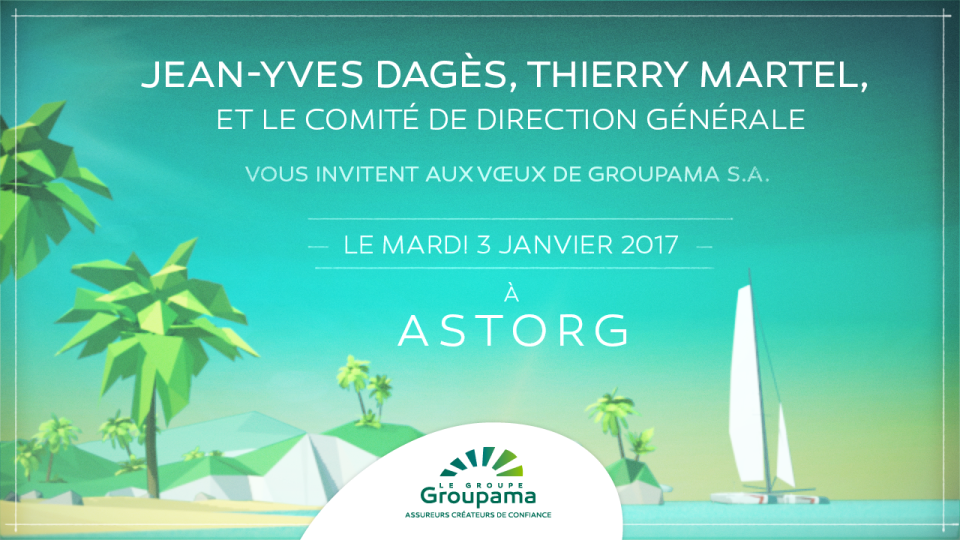 JEAN-YVES DAGÈS, THIERRY MARTEL,
ET LE COMITÉ DE DIRECTION GÉNÉRALE
VOUS INVITENT AUX VŒUX DE GROUPAMA S.A.
LE MARDI 3 JANVIER 2017
À
ASTORG
LE GROUPE
Groupama
ASSUREURS CRÉATEURS DE CONFIANCE